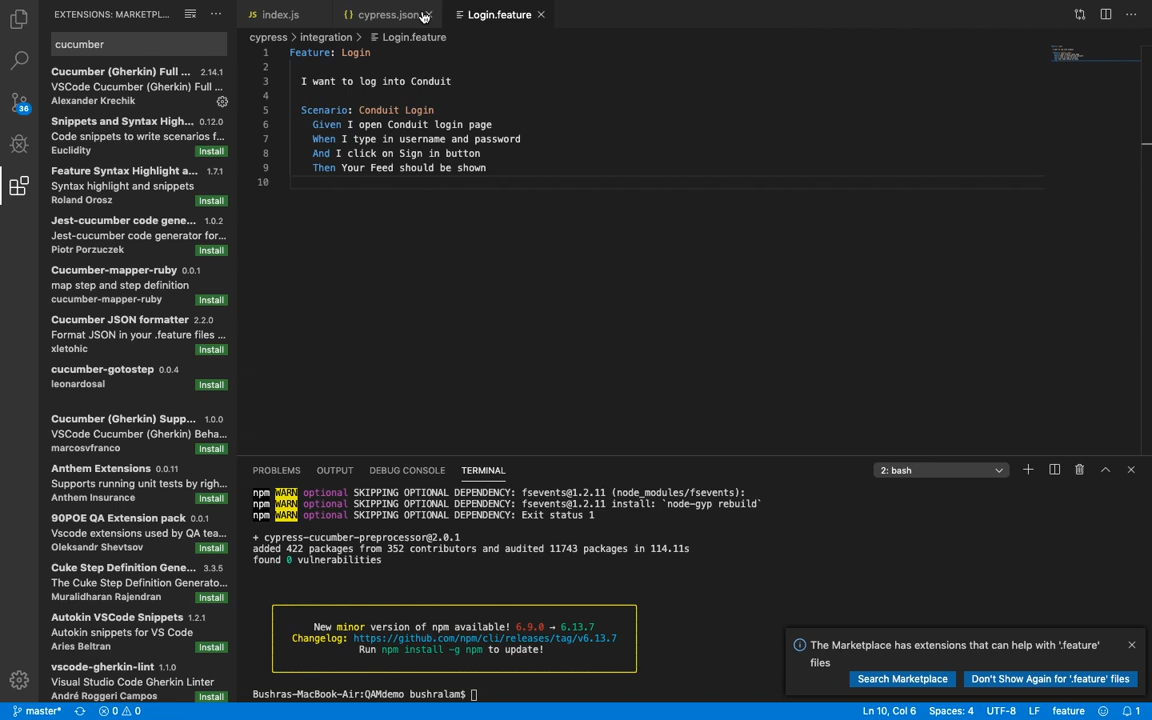 EXTENSIONS: MARKETPL...
cucumber
Cucumber (Gherkin) Full ... 2.14.1
VSCode Cucumber (Gherkin) Full ...
Alexander Krechik
Snippets and Syntax High... 0.12.0
Code snippets to write scenarios f...
Euclidity Install
Feature Syntax Highlight a... 1.7.1
Syntax highlight and snippets
Roland Orosz Install
Jest-cucumber code gene... 1.0.2
Jest-cucumber code generator for...
Piotr Porzuczek Install
Cucumber-mapper-ruby 0.0.1
map step and step definition
cucumber-mapper-ruby Install
Cucumber JSON formatter 2.2.0
Format JSON in your .feature files ...
xletohic Install
cucumber-gotostep 0.0.4
leonardosal Install
Cucumber (Gherkin) Supp... 1.0.0
VSCode Cucumber (Gherkin) Beha...
marcosvfranco Install
Anthem Extensions 0.0.11
Supports running unit tests by righ...
Anthem Insurance Install
90POE QA Extension pack 0.0.1
Vscode extensions used by QA tea...
Oleksandr Shevtsov Install
Cuke Step Definition Gene... 3.3.5
The Cuke Step Definition Generato...
Muralidharan Rajendran Install
Autokin VSCode Snippets 1.2.1
Autokin snippets for VS Code
Aries Beltran Install
vscode-gherkin-lint 1.1.0
Visual Studio Code Gherkin Linter
André Roggeri Campos Install
36
JS index.js {} cypress.json Login.feature
cypress > integration > Login.feature
1 Feature: Login
2
3 I want to log into Conduit
4
5 Scenario: Conduit Login
6 Given I open Conduit login page
7 When I type in username and password
8 And I click on Sign in button
9 Then Your Feed should be shown
10
PROBLEMS OUTPUT DEBUG CONSOLE TERMINAL 2: bash
npm WARN optional SKIPPING OPTIONAL DEPENDENCY: fsevents@1.2.11 (node_modules/fsevents):
npm WARN optional SKIPPING OPTIONAL DEPENDENCY: fsevents@1.2.11 install: `node-gyp rebuild`
npm WARN optional SKIPPING OPTIONAL DEPENDENCY: Exit status 1
+ cypress-cucumber-preprocessor@2.0.1
added 422 packages from 352 contributors and audited 11743 packages in 114.11s
found 0 vulnerabilities
New minor version of npm available! 6.9.0 → 6.13.7
Changelog: https://github.com/npm/cli/releases/tag/v6.13.7
Run npm install -g npm to update!
Bushras-MacBook-Air:QAMdemo bushralam$
The Marketplace has extensions that can help with '.feature'
files
Search Marketplace Don't Show Again for '.feature' files
master* 0 0 Ln 10, Col 6 Spaces: 4 UTF-8 LF feature 1